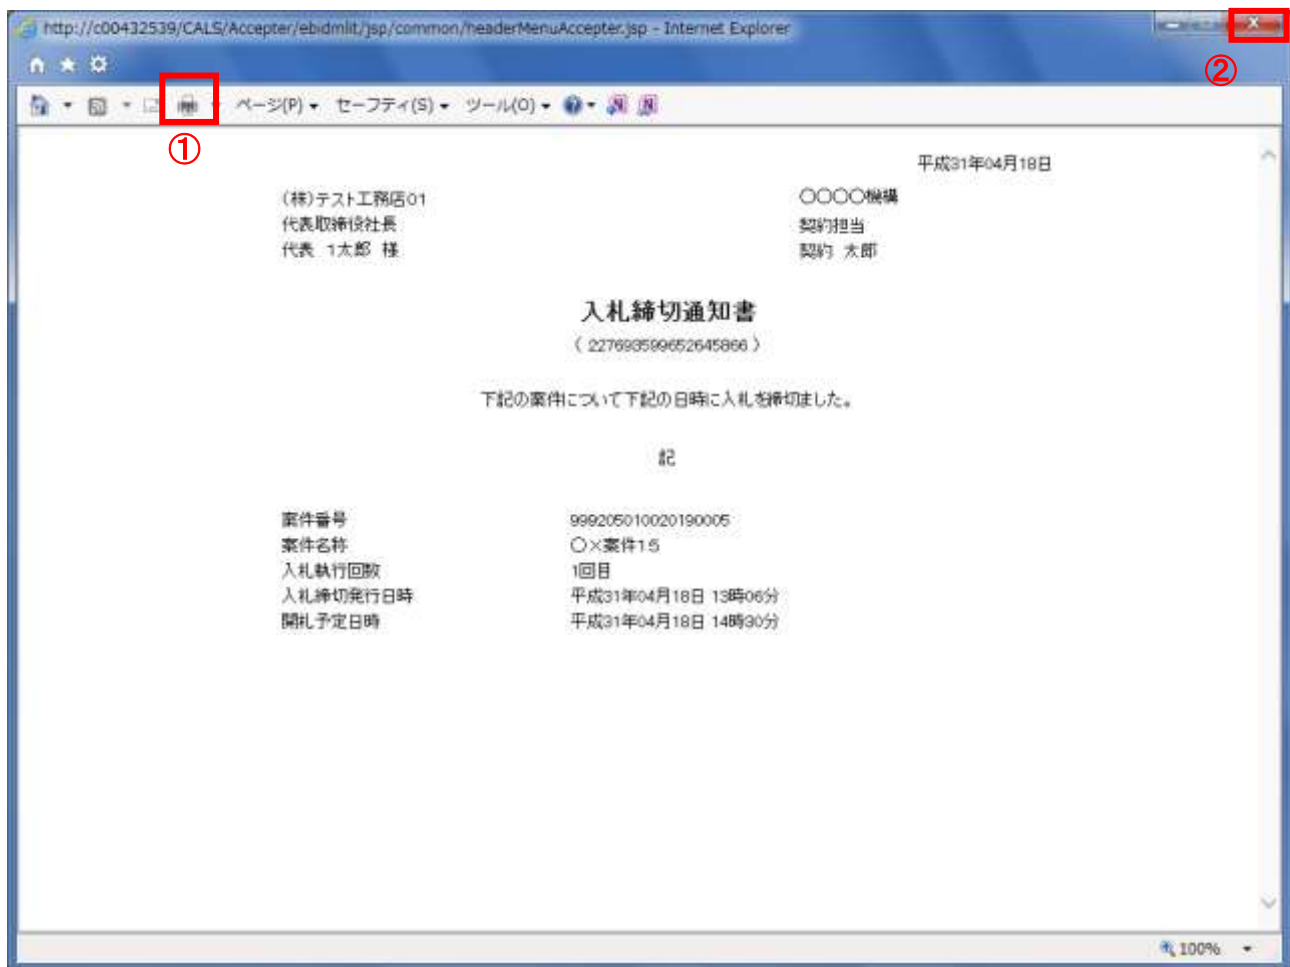 http://c00432539/CALS/Accepter/ebidmlit/jsp/common/headerMenuAccepter.jsp - Internet Explorer
②
ページ(P) セーフティ(S) ツール(O)
①
平成31年04月18日
(株)テスト工務店01
〇〇〇〇機構
代表取締役社長
契約担当
代表 1太郎 様
契約 太郎
入札締切通知書
( 227693599652645866 )
下記の案件について下記の日時に入札を締切ました。
記
案件番号 999205010020190005
案件名称 〇×案件15
入札執行回数 1回目
入札締切発行日時 平成31年04月18日 13時06分
開札予定日時 平成31年04月18日 14時30分
100%